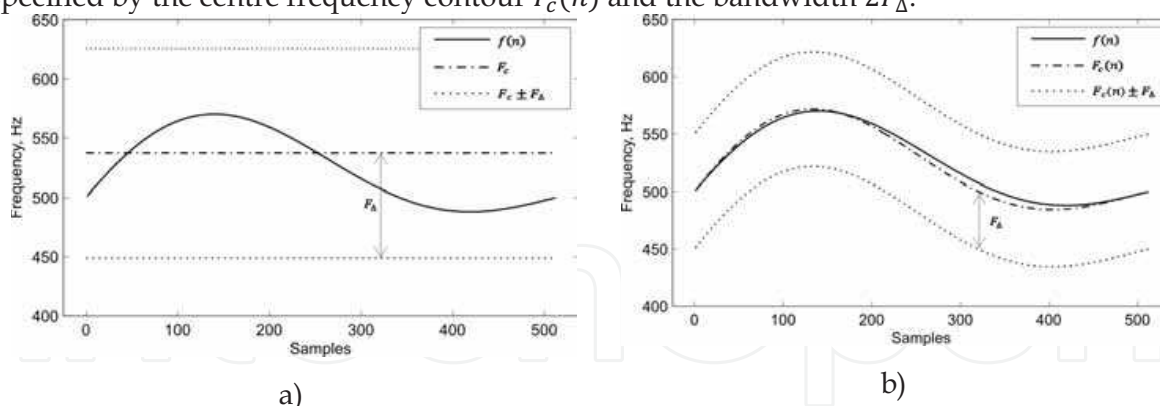 specified by the centre frequency contour F_c(n) and the bandwidth 2F_Δ.
650
600
550
500
450
400
Frequency, Hz
0 100 200 300 400 500
Samples
f(n)
F_c
F_c ± F_Δ
F_Δ
a)
650
600
550
500
450
400
Frequency, Hz
0 100 200 300 400 500
Samples
f(n)
F_c(n)
F_c(n) ± F_Δ
F_Δ
b)